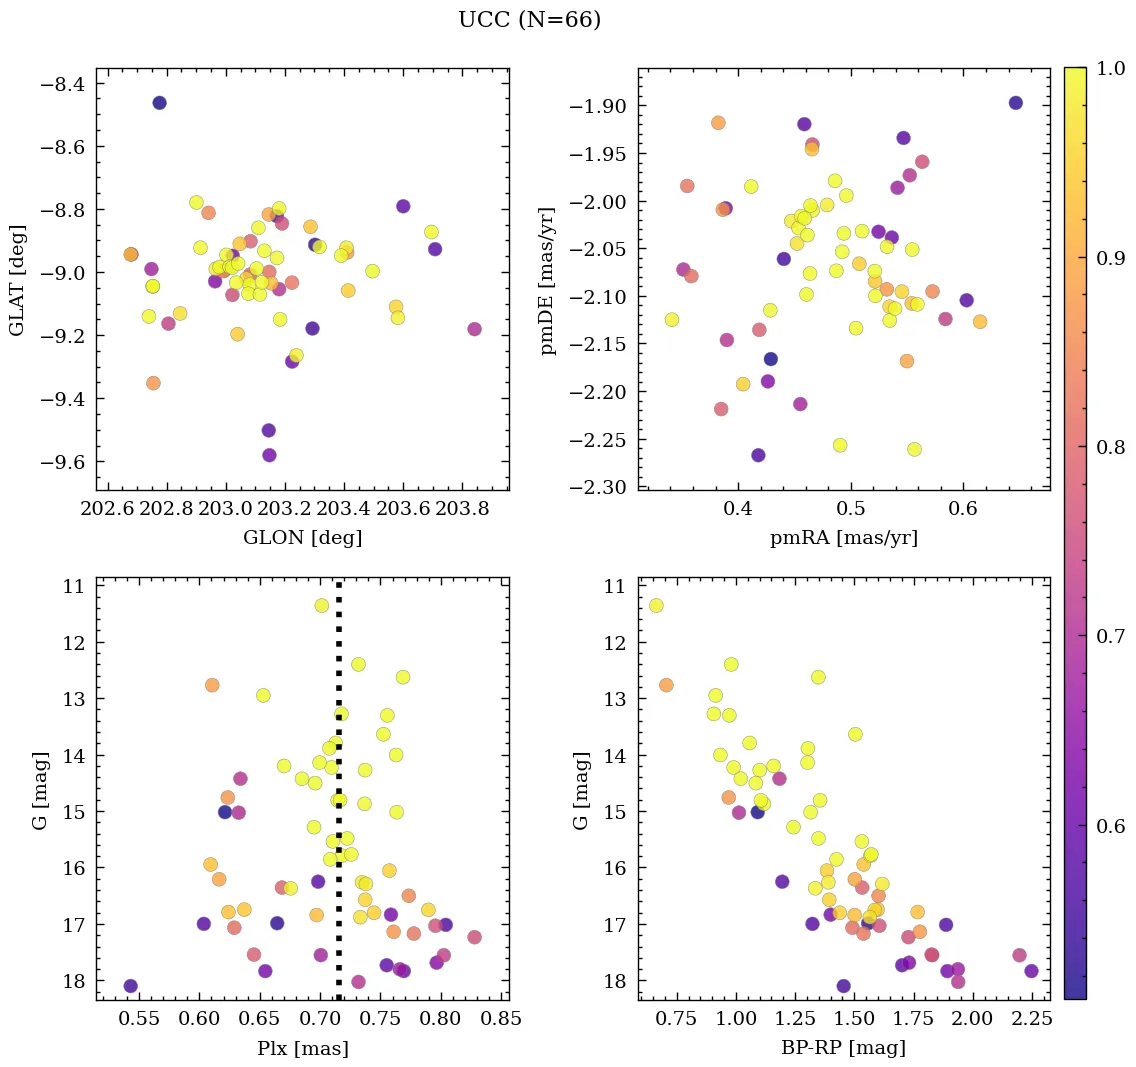 UCC (N=66)
−8.4
−8.6
−8.8
−9.0
−9.2
−9.4
−9.6
GLAT [deg]
202.6 202.8 203.0 203.2 203.4 203.6 203.8
GLON [deg]
−1.90
−1.95
−2.00
−2.05
−2.10
−2.15
−2.20
−2.25
−2.30
pmDE [mas/yr]
0.4 0.5 0.6
pmRA [mas/yr]
1.0
0.9
0.8
0.7
0.6
11
12
13
14
15
16
17
18
G [mag]
0.55 0.60 0.65 0.70 0.75 0.80 0.85
Plx [mas]
11
12
13
14
15
16
17
18
G [mag]
0.75 1.00 1.25 1.50 1.75 2.00 2.25
BP-RP [mag]